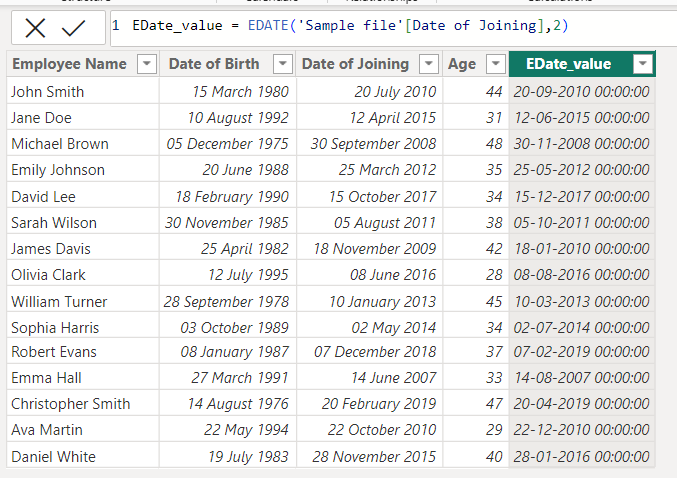 1 EDate_value = EDATE('Sample file'[Date of Joining],2)
Employee Name Date of Birth Date of Joining Age EDate_value
John Smith 15 March 1980 20 July 2010 44 20-09-2010 00:00:00
Jane Doe 10 August 1992 12 April 2015 31 12-06-2015 00:00:00
Michael Brown 05 December 1975 30 September 2008 48 30-11-2008 00:00:00
Emily Johnson 20 June 1988 25 March 2012 35 25-05-2012 00:00:00
David Lee 18 February 1990 15 October 2017 34 15-12-2017 00:00:00
Sarah Wilson 30 November 1985 05 August 2011 38 05-10-2011 00:00:00
James Davis 25 April 1982 18 November 2009 42 18-01-2010 00:00:00
Olivia Clark 12 July 1995 08 June 2016 28 08-08-2016 00:00:00
William Turner 28 September 1978 10 January 2013 45 10-03-2013 00:00:00
Sophia Harris 03 October 1989 02 May 2014 34 02-07-2014 00:00:00
Robert Evans 08 January 1987 07 December 2018 37 07-02-2019 00:00:00
Emma Hall 27 March 1991 14 June 2007 33 14-08-2007 00:00:00
Christopher Smith 14 August 1976 20 February 2019 47 20-04-2019 00:00:00
Ava Martin 22 May 1994 22 October 2010 29 22-12-2010 00:00:00
Daniel White 19 July 1983 28 November 2015 40 28-01-2016 00:00:00